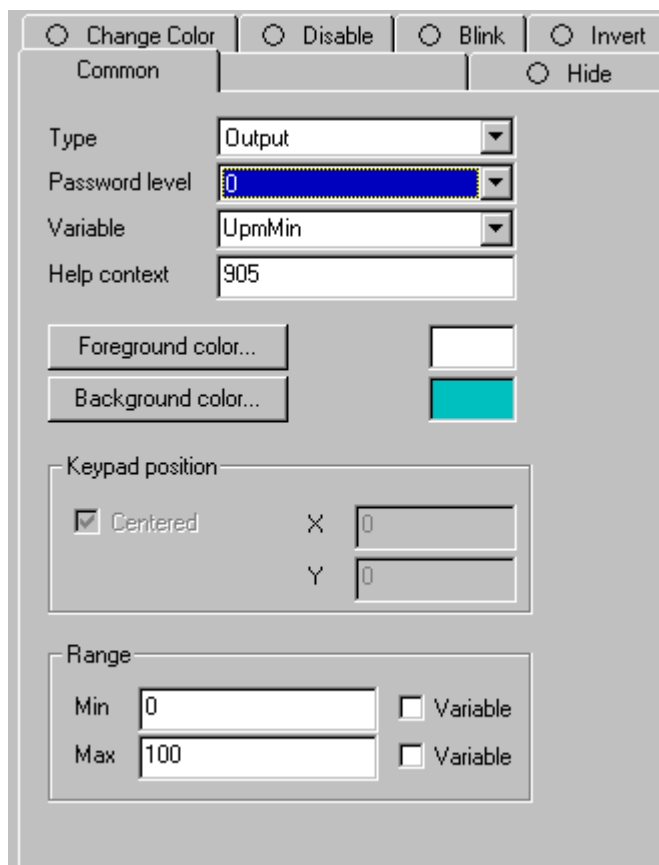 Change Color Disable Blink Invert
Common Hide
Type Output
Password level 0
Variable UpmMin
Help context 905
Foreground color...
Background color...
Keypad position
Centered X 0
Y 0
Range
Min 0 Variable
Max 100 Variable